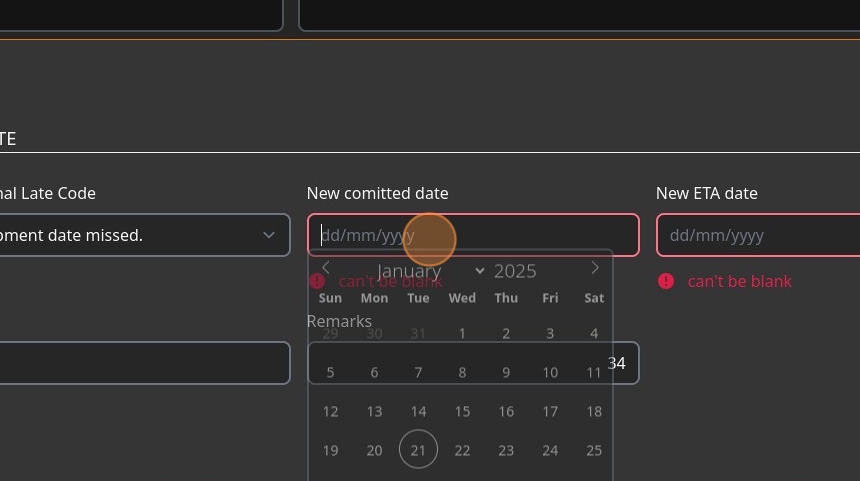 TE
nal Late Code
New comitted date
New ETA date
pment date missed.
dd/mm/yyyy
dd/mm/yyyy
January 2025
can't be blank
can't be blank
Sun Mon Tue Wed Thu Fri Sat
Remarks
29 30 31 1 2 3 4
34
5 6 7 8 9 10 11
12 13 14 15 16 17 18
19 20 21 22 23 24 25